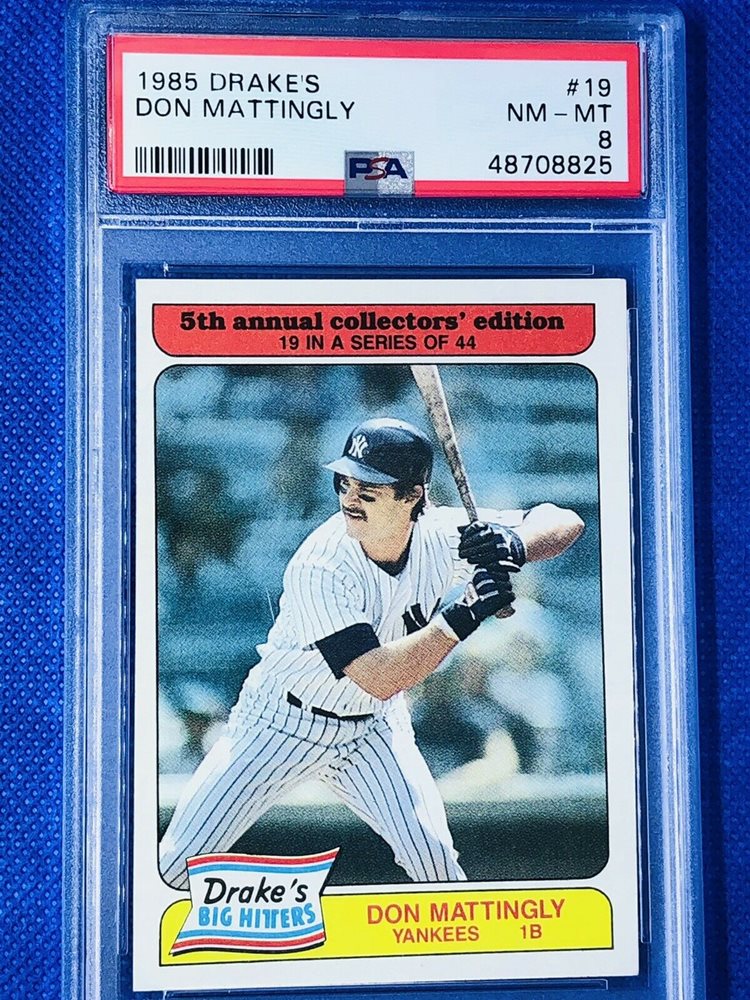 1985 DRAKE'S #19
DON MATTINGLY NM - MT
8
PSA 48708825
5th annual collectors' edition
19 IN A SERIES OF 44
NY
NY
Drake's
BIG HITTERS
DON MATTINGLY
YANKEES 1B